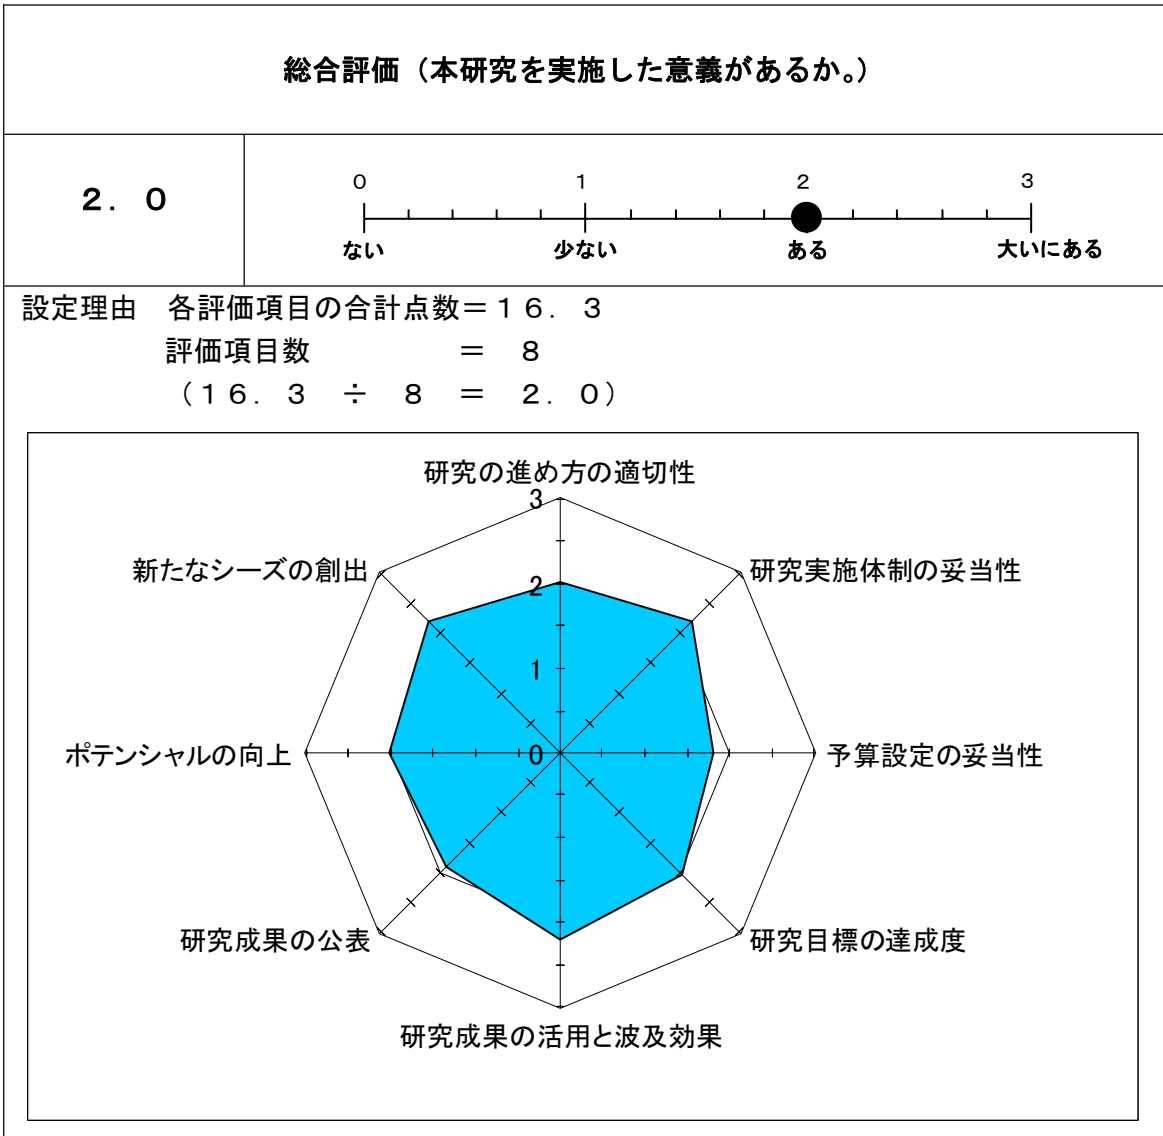 総合評価（本研究を実施した意義があるか。）
２．０
0 1 2 3
ない 少ない ある 大いにある
設定理由　各評価項目の合計点数＝１６．３
評価項目数　＝　８
（１６．３　÷　８　＝　２．０）
研究の進め方の適切性
3
新たなシーズの創出
研究実施体制の妥当性
2
1
ポテンシャルの向上
0
予算設定の妥当性
研究成果の公表
研究目標の達成度
研究成果の活用と波及効果